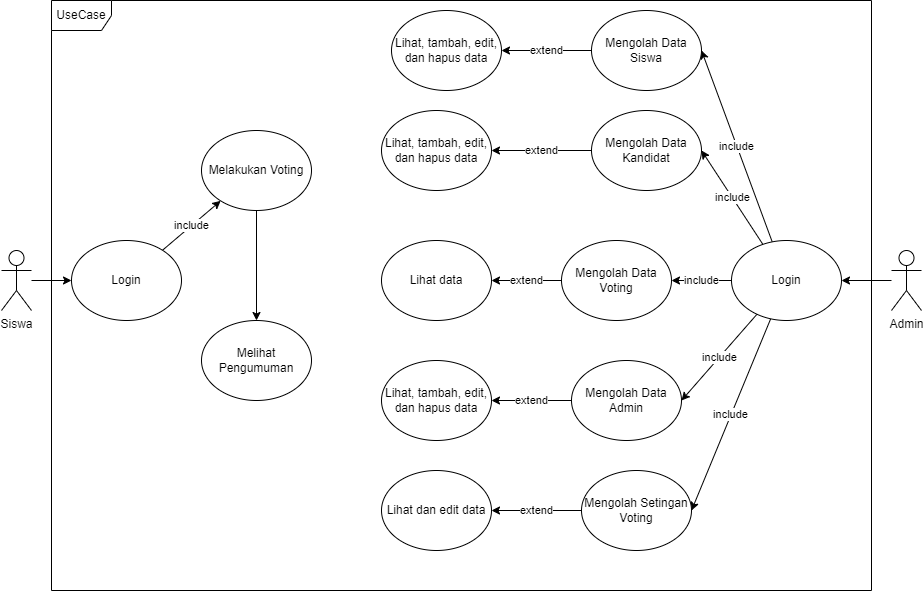 UseCase
Lihat, tambah, edit,
dan hapus data
extend
Mengolah Data
Siswa
Lihat, tambah, edit,
dan hapus data
extend
Mengolah Data
Kandidat
include
include
Melakukan Voting
include
Siswa
Login
Lihat data
extend
Mengolah Data
Voting
include
Login
Admin
Melihat
Pengumuman
include
Lihat, tambah, edit,
dan hapus data
extend
Mengolah Data
Admin
include
Lihat dan edit data
extend
Mengolah Setingan
Voting